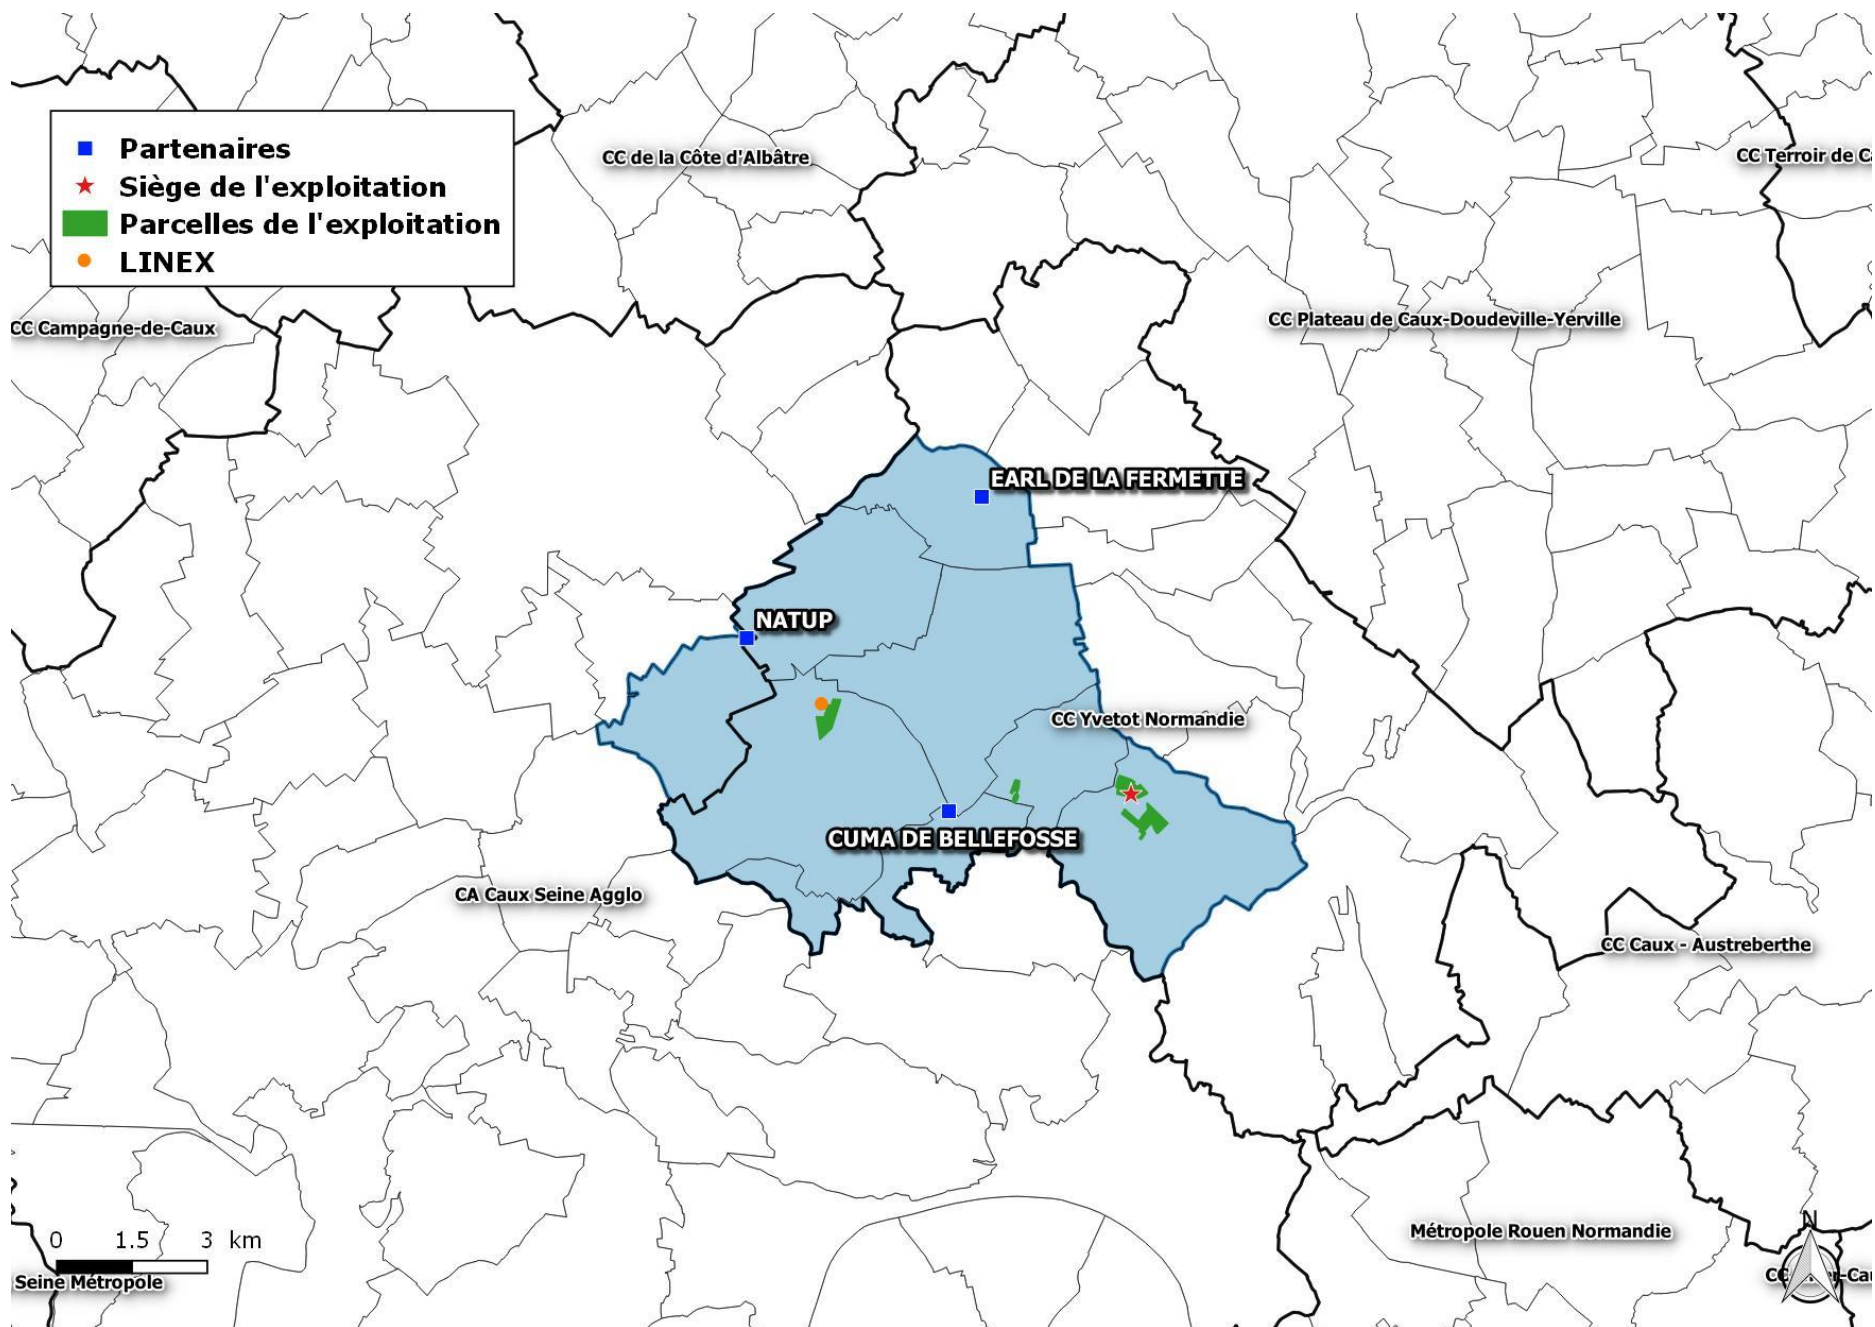 CC de la Côte d'Albâtre
CC Terroir de Ca
Partenaires
Siège de l'exploitation
Parcelles de l'exploitation
LINEX
CC Campagne-de-Caux
CC Plateau de Caux-Doudeville-Yerville
EARL DE LA FERMETTE
NATUP
CC Yvetot Normandie
CUMA DE BELLEFOSSE
CA Caux Seine Agglo
CC Caux - Austreberthe
Métropole Rouen Normandie
0 1.5 3 km
Seine Métropole
N